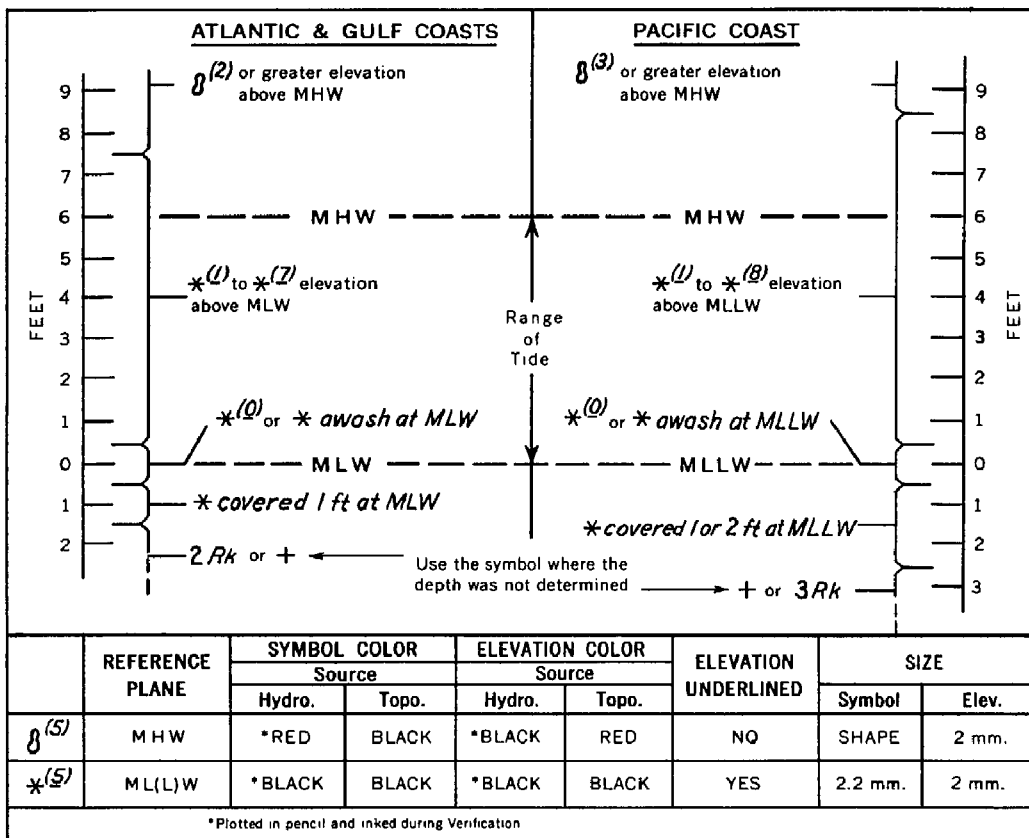 ATLANTIC & GULF COASTS
PACIFIC COAST
(2) or greater elevation
above MHW
(3) or greater elevation
above MHW
FEET
9
8
7
6
5
4
3
2
1
0
1
2
MHW
MHW
*(1) to *(7) elevation
above MLW
*(1) to *(8) elevation
above MLLW
Range
of
Tide
*(0) or * awash at MLW
*(0) or * awash at MLLW
MLW
MLLW
* covered 1 ft at MLW
*covered 1 or 2 ft at MLLW
2 Rk or +
Use the symbol where the
depth was not determined
+ or 3 Rk
9
8
7
6
5
4
3
2
1
0
1
2
3
FEET
REFERENCE
PLANE
SYMBOL COLOR
Source
Hydro. Topo.
ELEVATION COLOR
Source
Hydro. Topo.
ELEVATION
UNDERLINED
SIZE
Symbol Elev.
(5) MHW *RED BLACK *BLACK RED NO SHAPE 2 mm.
*(5) ML(L)W *BLACK BLACK *BLACK BLACK YES 2.2 mm. 2 mm.
*Plotted in pencil and inked during Verification